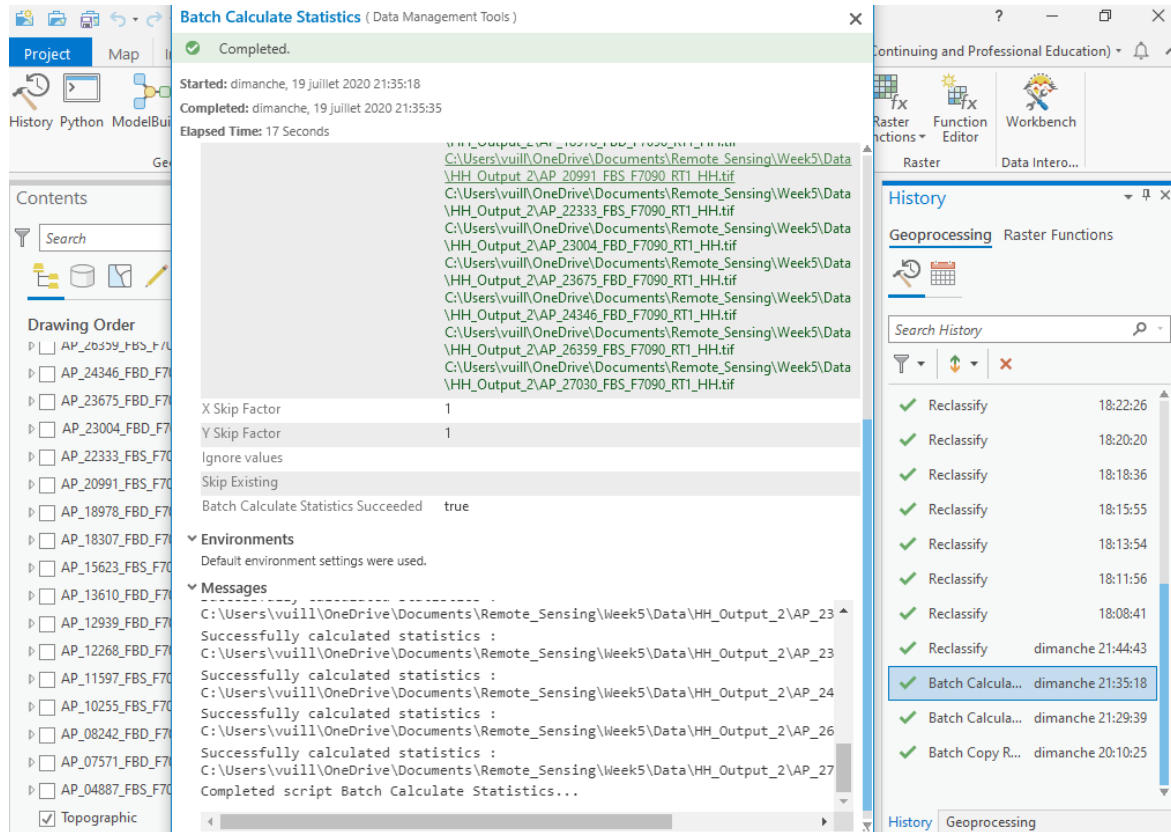 Batch Calculate Statistics ( Data Management Tools )
Completed.
Started: dimanche, 19 juillet 2020 21:35:18
Completed: dimanche, 19 juillet 2020 21:35:35
Elapsed Time: 17 Seconds
C:\Users\vuill\OneDrive\Documents\Remote_Sensing\Week5\Data
\HH_Output_2\AP_20991_FBS_F7090_RT1_HH.tif
C:\Users\vuill\OneDrive\Documents\Remote_Sensing\Week5\Data
\HH_Output_2\AP_22333_FBS_F7090_RT1_HH.tif
C:\Users\vuill\OneDrive\Documents\Remote_Sensing\Week5\Data
\HH_Output_2\AP_23004_FBD_F7090_RT1_HH.tif
C:\Users\vuill\OneDrive\Documents\Remote_Sensing\Week5\Data
\HH_Output_2\AP_23675_FBD_F7090_RT1_HH.tif
C:\Users\vuill\OneDrive\Documents\Remote_Sensing\Week5\Data
\HH_Output_2\AP_24346_FBD_F7090_RT1_HH.tif
C:\Users\vuill\OneDrive\Documents\Remote_Sensing\Week5\Data
\HH_Output_2\AP_26359_FBS_F7090_RT1_HH.tif
C:\Users\vuill\OneDrive\Documents\Remote_Sensing\Week5\Data
\HH_Output_2\AP_27030_FBS_F7090_RT1_HH.tif
X Skip Factor 1
Y Skip Factor 1
Ignore values
Skip Existing
Batch Calculate Statistics Succeeded true
Environments
Default environment settings were used.
Messages
C:\Users\vuill\OneDrive\Documents\Remote_Sensing\Week5\Data\HH_Output_2\AP_23
Successfully calculated statistics :
C:\Users\vuill\OneDrive\Documents\Remote_Sensing\Week5\Data\HH_Output_2\AP_23
Successfully calculated statistics :
C:\Users\vuill\OneDrive\Documents\Remote_Sensing\Week5\Data\HH_Output_2\AP_24
Successfully calculated statistics :
C:\Users\vuill\OneDrive\Documents\Remote_Sensing\Week5\Data\HH_Output_2\AP_26
Successfully calculated statistics :
C:\Users\vuill\OneDrive\Documents\Remote_Sensing\Week5\Data\HH_Output_2\AP_27
Completed script Batch Calculate Statistics...
Project Map
History Python ModelBui
Ge
Contents
Search
Drawing Order
AP_26359_FBS_F70
AP_24346_FBD_F70
AP_23675_FBD_F70
AP_23004_FBD_F7
AP_22333_FBS_F70
AP_20991_FBS_F70
AP_18978_FBD_F70
AP_18307_FBD_F70
AP_15623_FBS_F70
AP_13610_FBD_F70
AP_12939_FBD_F70
AP_12268_FBD_F70
AP_11597_FBS_F70
AP_10255_FBS_F70
AP_08242_FBD_F70
AP_07571_FBD_F70
AP_04887_FBS_F70
Topographic
?
Continuing and Professional Education)
Raster
nctions
Function
Editor
Workbench
Raster
Data Intero...
History
Geoprocessing Raster Functions
Search History
Reclassify 18:22:26
Reclassify 18:20:20
Reclassify 18:18:36
Reclassify 18:15:55
Reclassify 18:13:54
Reclassify 18:11:56
Reclassify 18:08:41
Reclassify dimanche 21:44:43
Batch Calcula... dimanche 21:35:18
Batch Calcula... dimanche 21:29:39
Batch Copy R... dimanche 20:10:25
History Geoprocessing